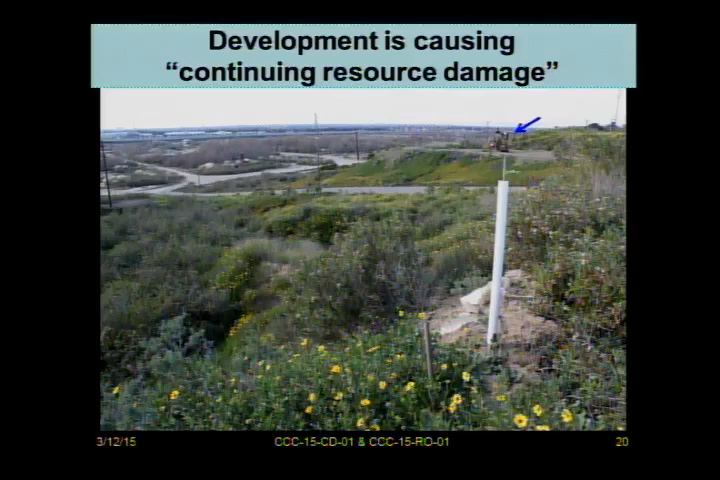 Development is causing
“continuing resource damage”
3/12/15
CCC-15-CD-01 & CCC-15-RO-01
20